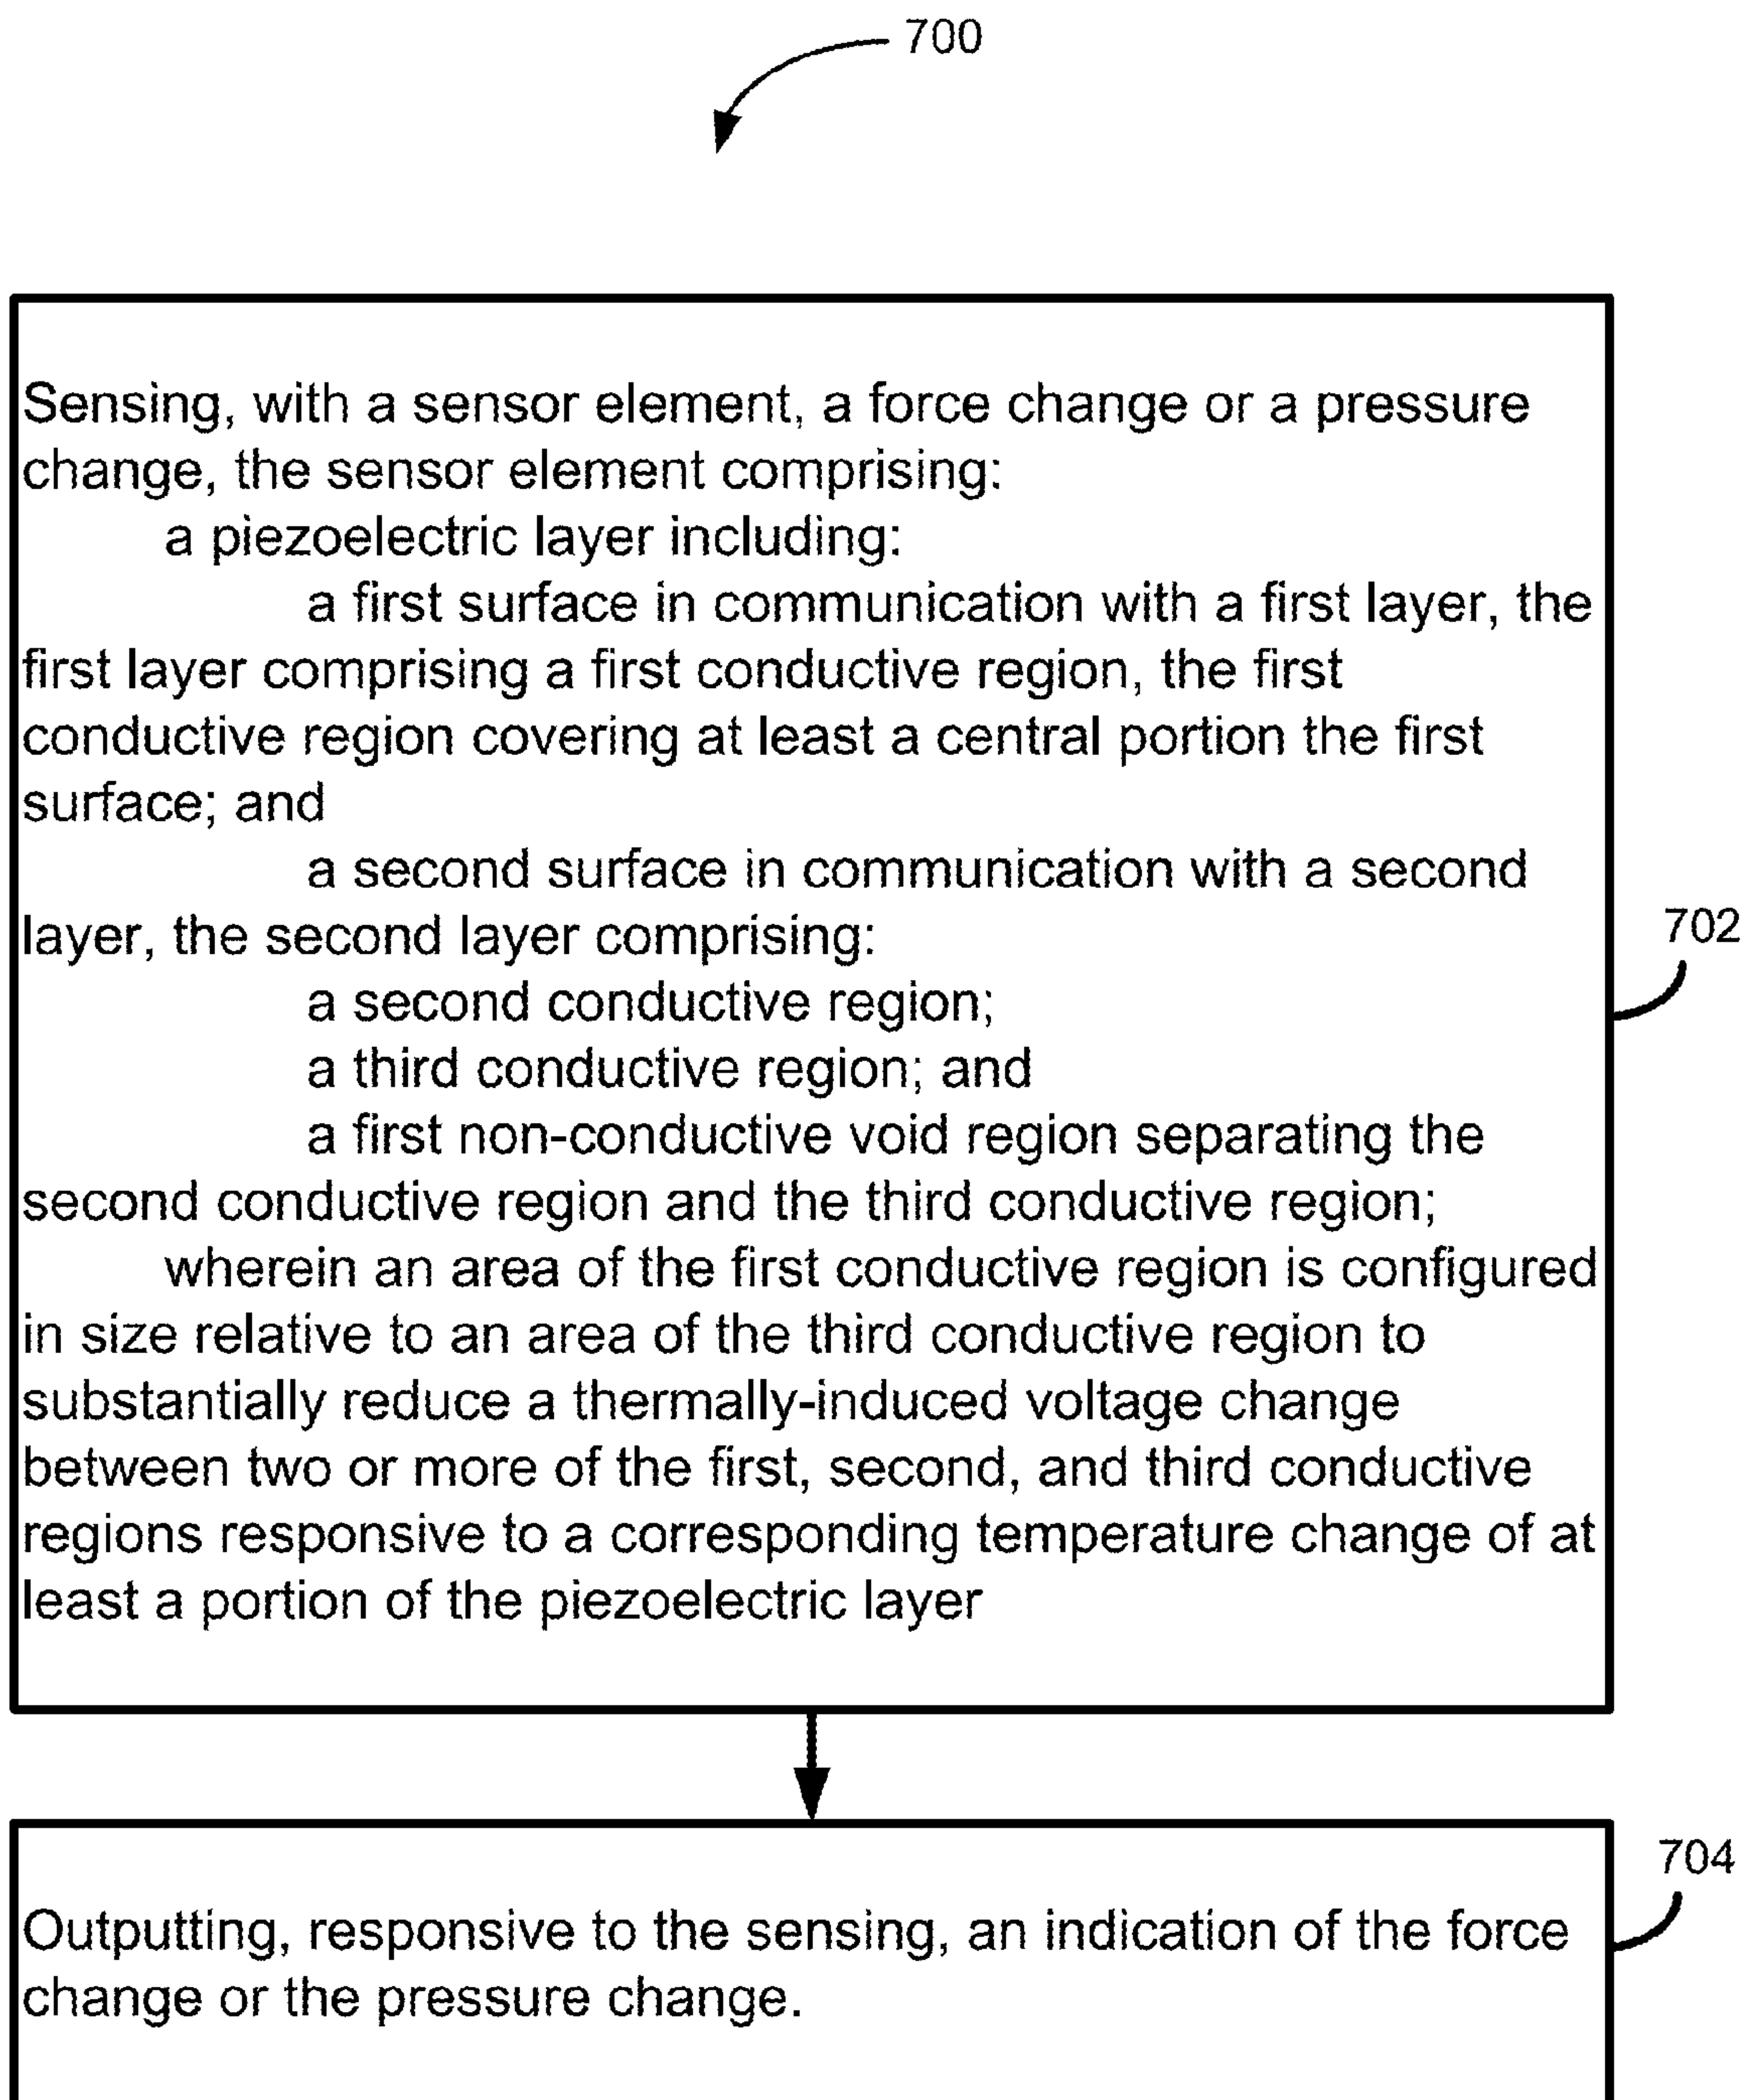 700
Sensing, with a sensor element, a force change or a pressure
change, the sensor element comprising:
a piezoelectric layer including:
a first surface in communication with a first layer, the
first layer comprising a first conductive region, the first
conductive region covering at least a central portion the first
surface; and
a second surface in communication with a second
layer, the second layer comprising:
a second conductive region;
a third conductive region; and
a first non-conductive void region separating the
second conductive region and the third conductive region;
wherein an area of the first conductive region is configured
in size relative to an area of the third conductive region to
substantially reduce a thermally-induced voltage change
between two or more of the first, second, and third conductive
regions responsive to a corresponding temperature change of at
least a portion of the piezoelectric layer
702
704
Outputting, responsive to the sensing, an indication of the force
change or the pressure change.